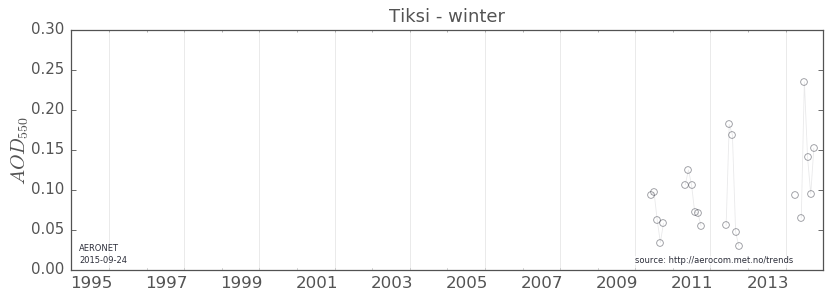 Tiksi - winter
0.30
0.25
0.20
0.15
0.10
0.05
0.00
AOD550
AERONET
2015-09-24
source: http://aerocom.met.no/trends
1995 1997 1999 2001 2003 2005 2007 2009 2011 2013